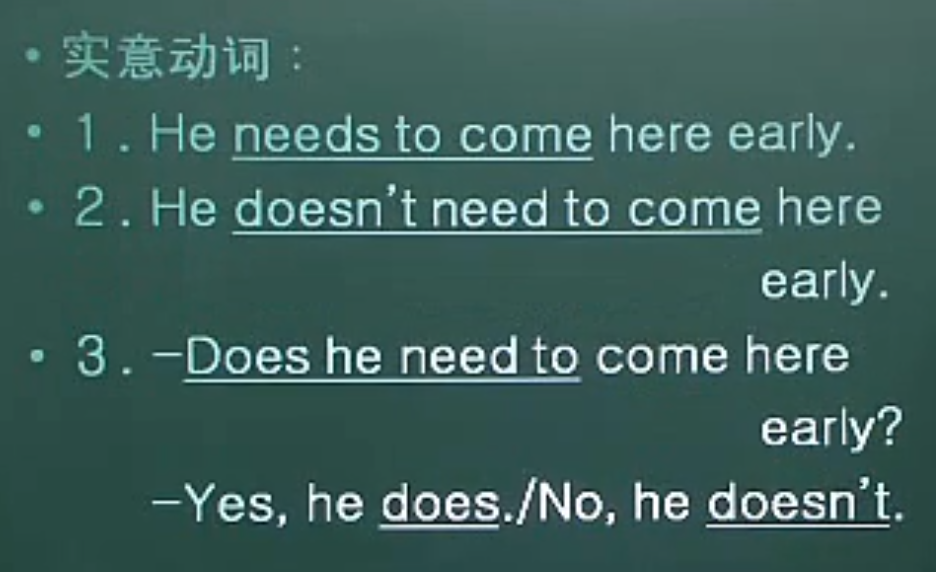 • 实意动词：
• 1 . He needs to come here early.
• 2 . He doesn't need to come here
early.
• 3 . –Does he need to come here
early?
–Yes, he does./No, he doesn't.